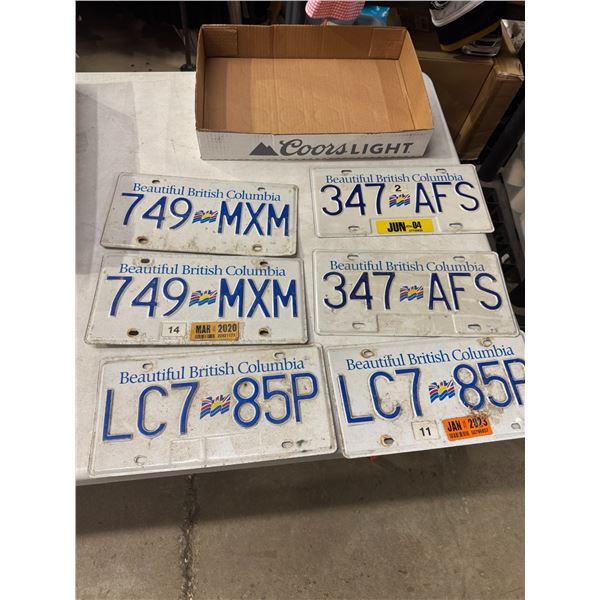 Coors LIGHT
Beautiful British Columbia
749 MXM
Beautiful British Columbia
347 AFS
2
JUN 04
Beautiful British Columbia
749 MXM
14
MAR 2020
Beautiful British Columbia
347 AFS
Beautiful British Columbia
LC7 85P
Beautiful British Columbia
LC7 85P
11
JAN 2023